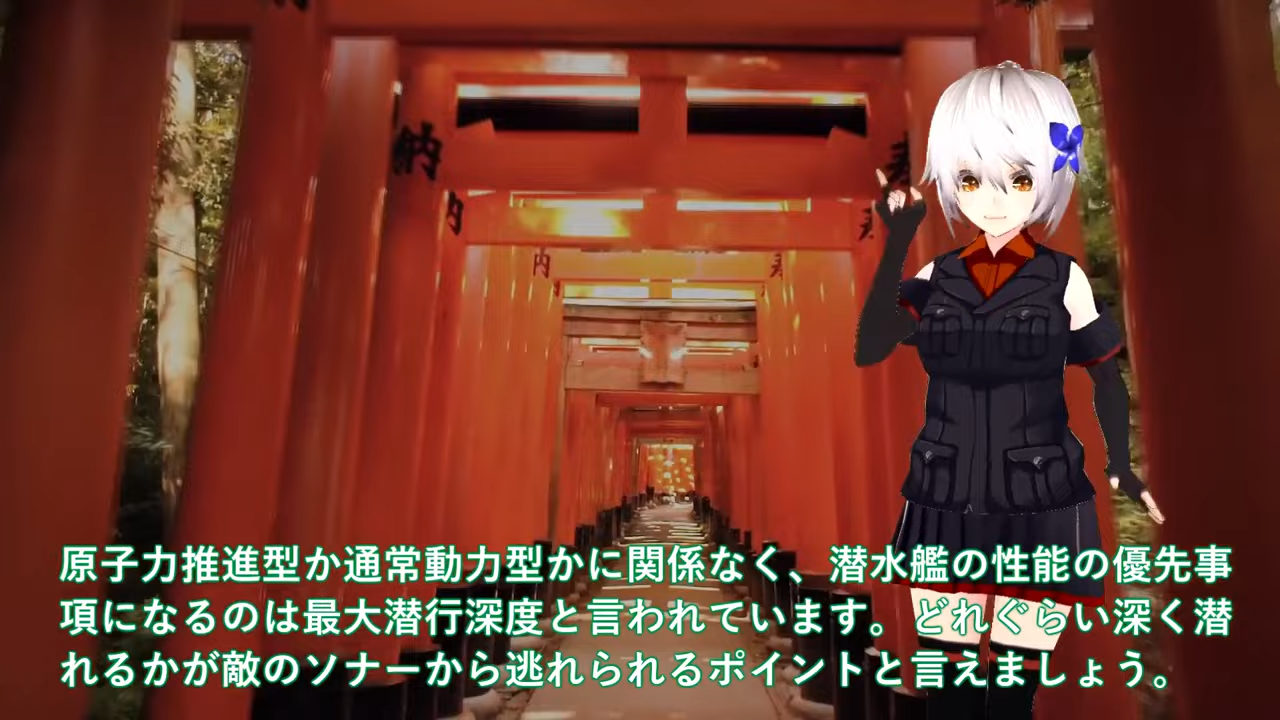 納
内
奉
原子力推進型か通常動力型かに関係なく、潜水艦の性能の優先事
項になるのは最大潜行深度と言われています。どれぐらい深く潜
れるかが敵のソナーから逃れられるポイントと言えましょう。